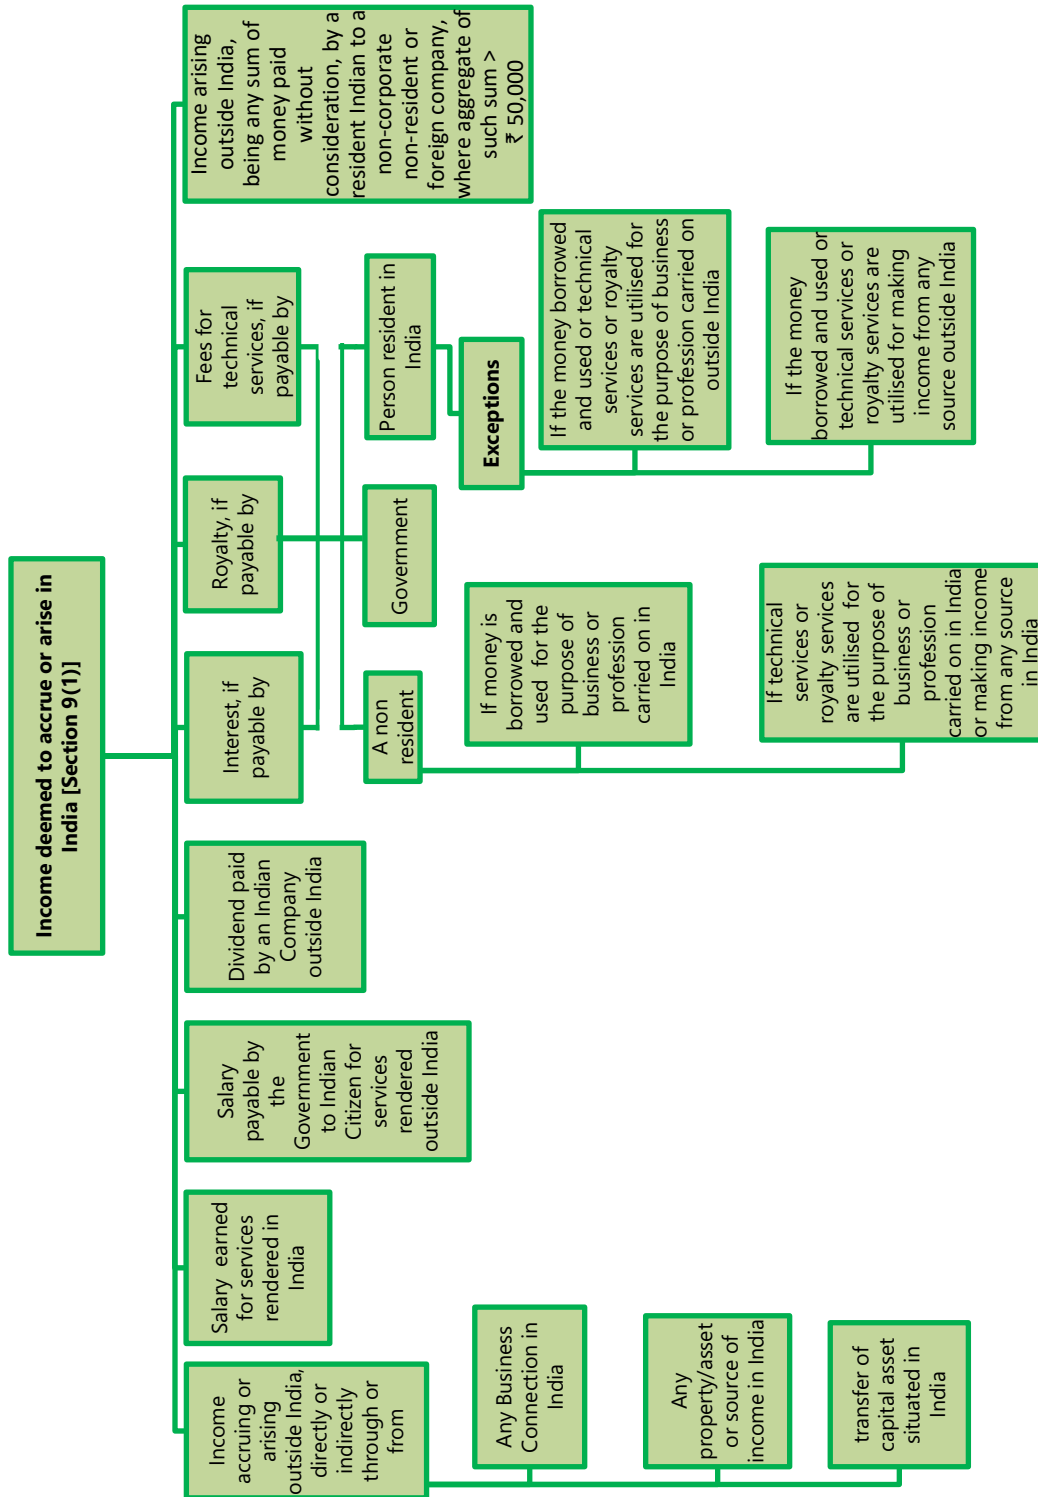 Income deemed to accrue or arise in
India [Section 9(1)]
Income
accruing or
arising
outside India,
directly or
indirectly
through or
from
Any Business
Connection in
India
Any
property/asset
or source of
income in India
transfer of
capital asset
situated in
India
Salary earned
for services
rendered in
India
Salary
payable by
the
Government
to Indian
Citizen for
services
rendered
outside India
Dividend paid
by an Indian
Company
outside India
Interest, if
payable by
Royalty, if
payable by
Fees for
technical
services, if
payable by
A non
resident
If money is
borrowed and
used for the
purpose of
business or
profession
carried on in
India
If technical
services or
royalty services
are utilised for
the purpose of
business or
profession
carried on in India
or making income
from any source
in India
Government
Person resident in
India
Exceptions
If the money borrowed
and used or technical
services or royalty
services are utilised for
the purpose of business
or profession carried on
outside India
If the money
borrowed and used or
technical services or
royalty services are
utilised for making
income from any
source outside India
Income arising
outside India,
being any sum of
money paid
without
consideration, by a
resident Indian to a
non-corporate
non-resident or
foreign company,
where aggregate of
such sum >
₹ 50,000